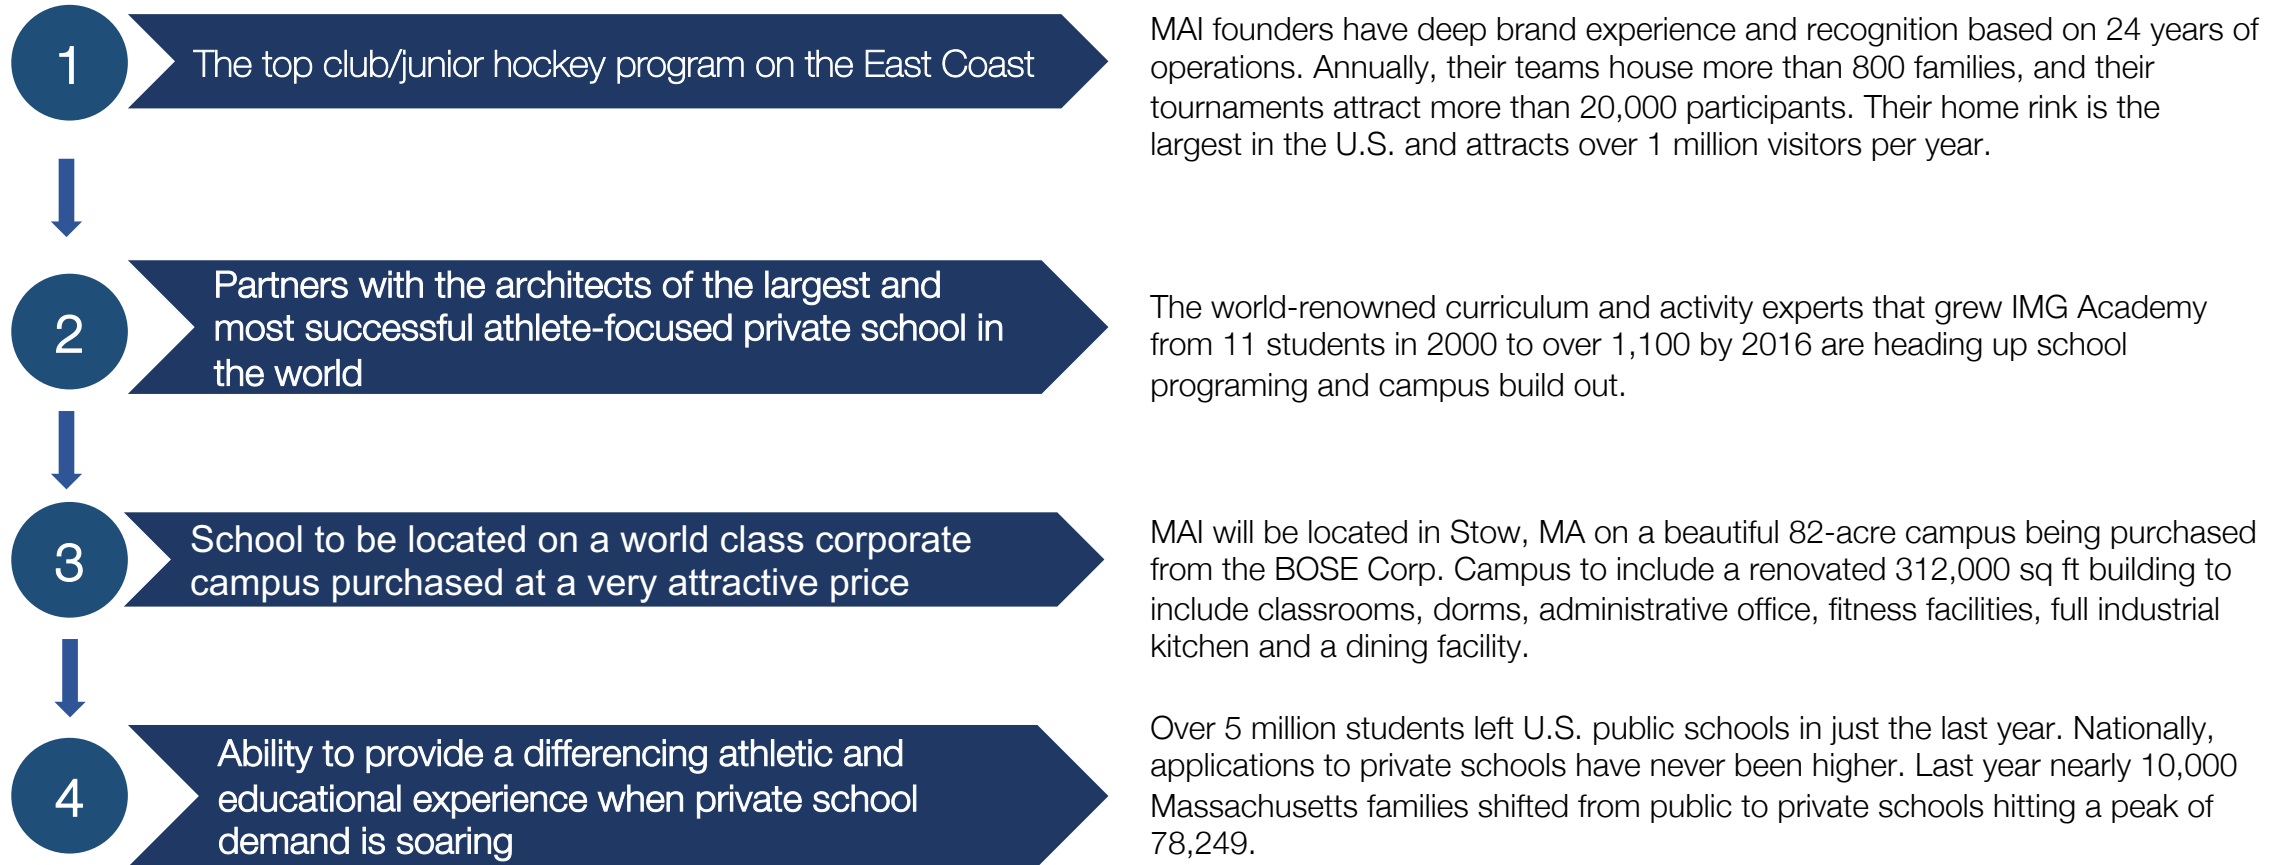 1
The top club/junior hockey program on the East Coast
MAI founders have deep brand experience and recognition based on 24 years of
operations. Annually, their teams house more than 800 families, and their
tournaments attract more than 20,000 participants. Their home rink is the
largest in the U.S. and attracts over 1 million visitors per year.
2
Partners with the architects of the largest and
most successful athlete-focused private school in
the world
The world-renowned curriculum and activity experts that grew IMG Academy
from 11 students in 2000 to over 1,100 by 2016 are heading up school
programing and campus build out.
3
School to be located on a world class corporate
campus purchased at a very attractive price
MAI will be located in Stow, MA on a beautiful 82-acre campus being purchased
from the BOSE Corp. Campus to include a renovated 312,000 sq ft building to
include classrooms, dorms, administrative office, fitness facilities, full industrial
kitchen and a dining facility.
4
Ability to provide a differencing athletic and
educational experience when private school
demand is soaring
Over 5 million students left U.S. public schools in just the last year. Nationally,
applications to private schools have never been higher. Last year nearly 10,000
Massachusetts families shifted from public to private schools hitting a peak of
78,249.